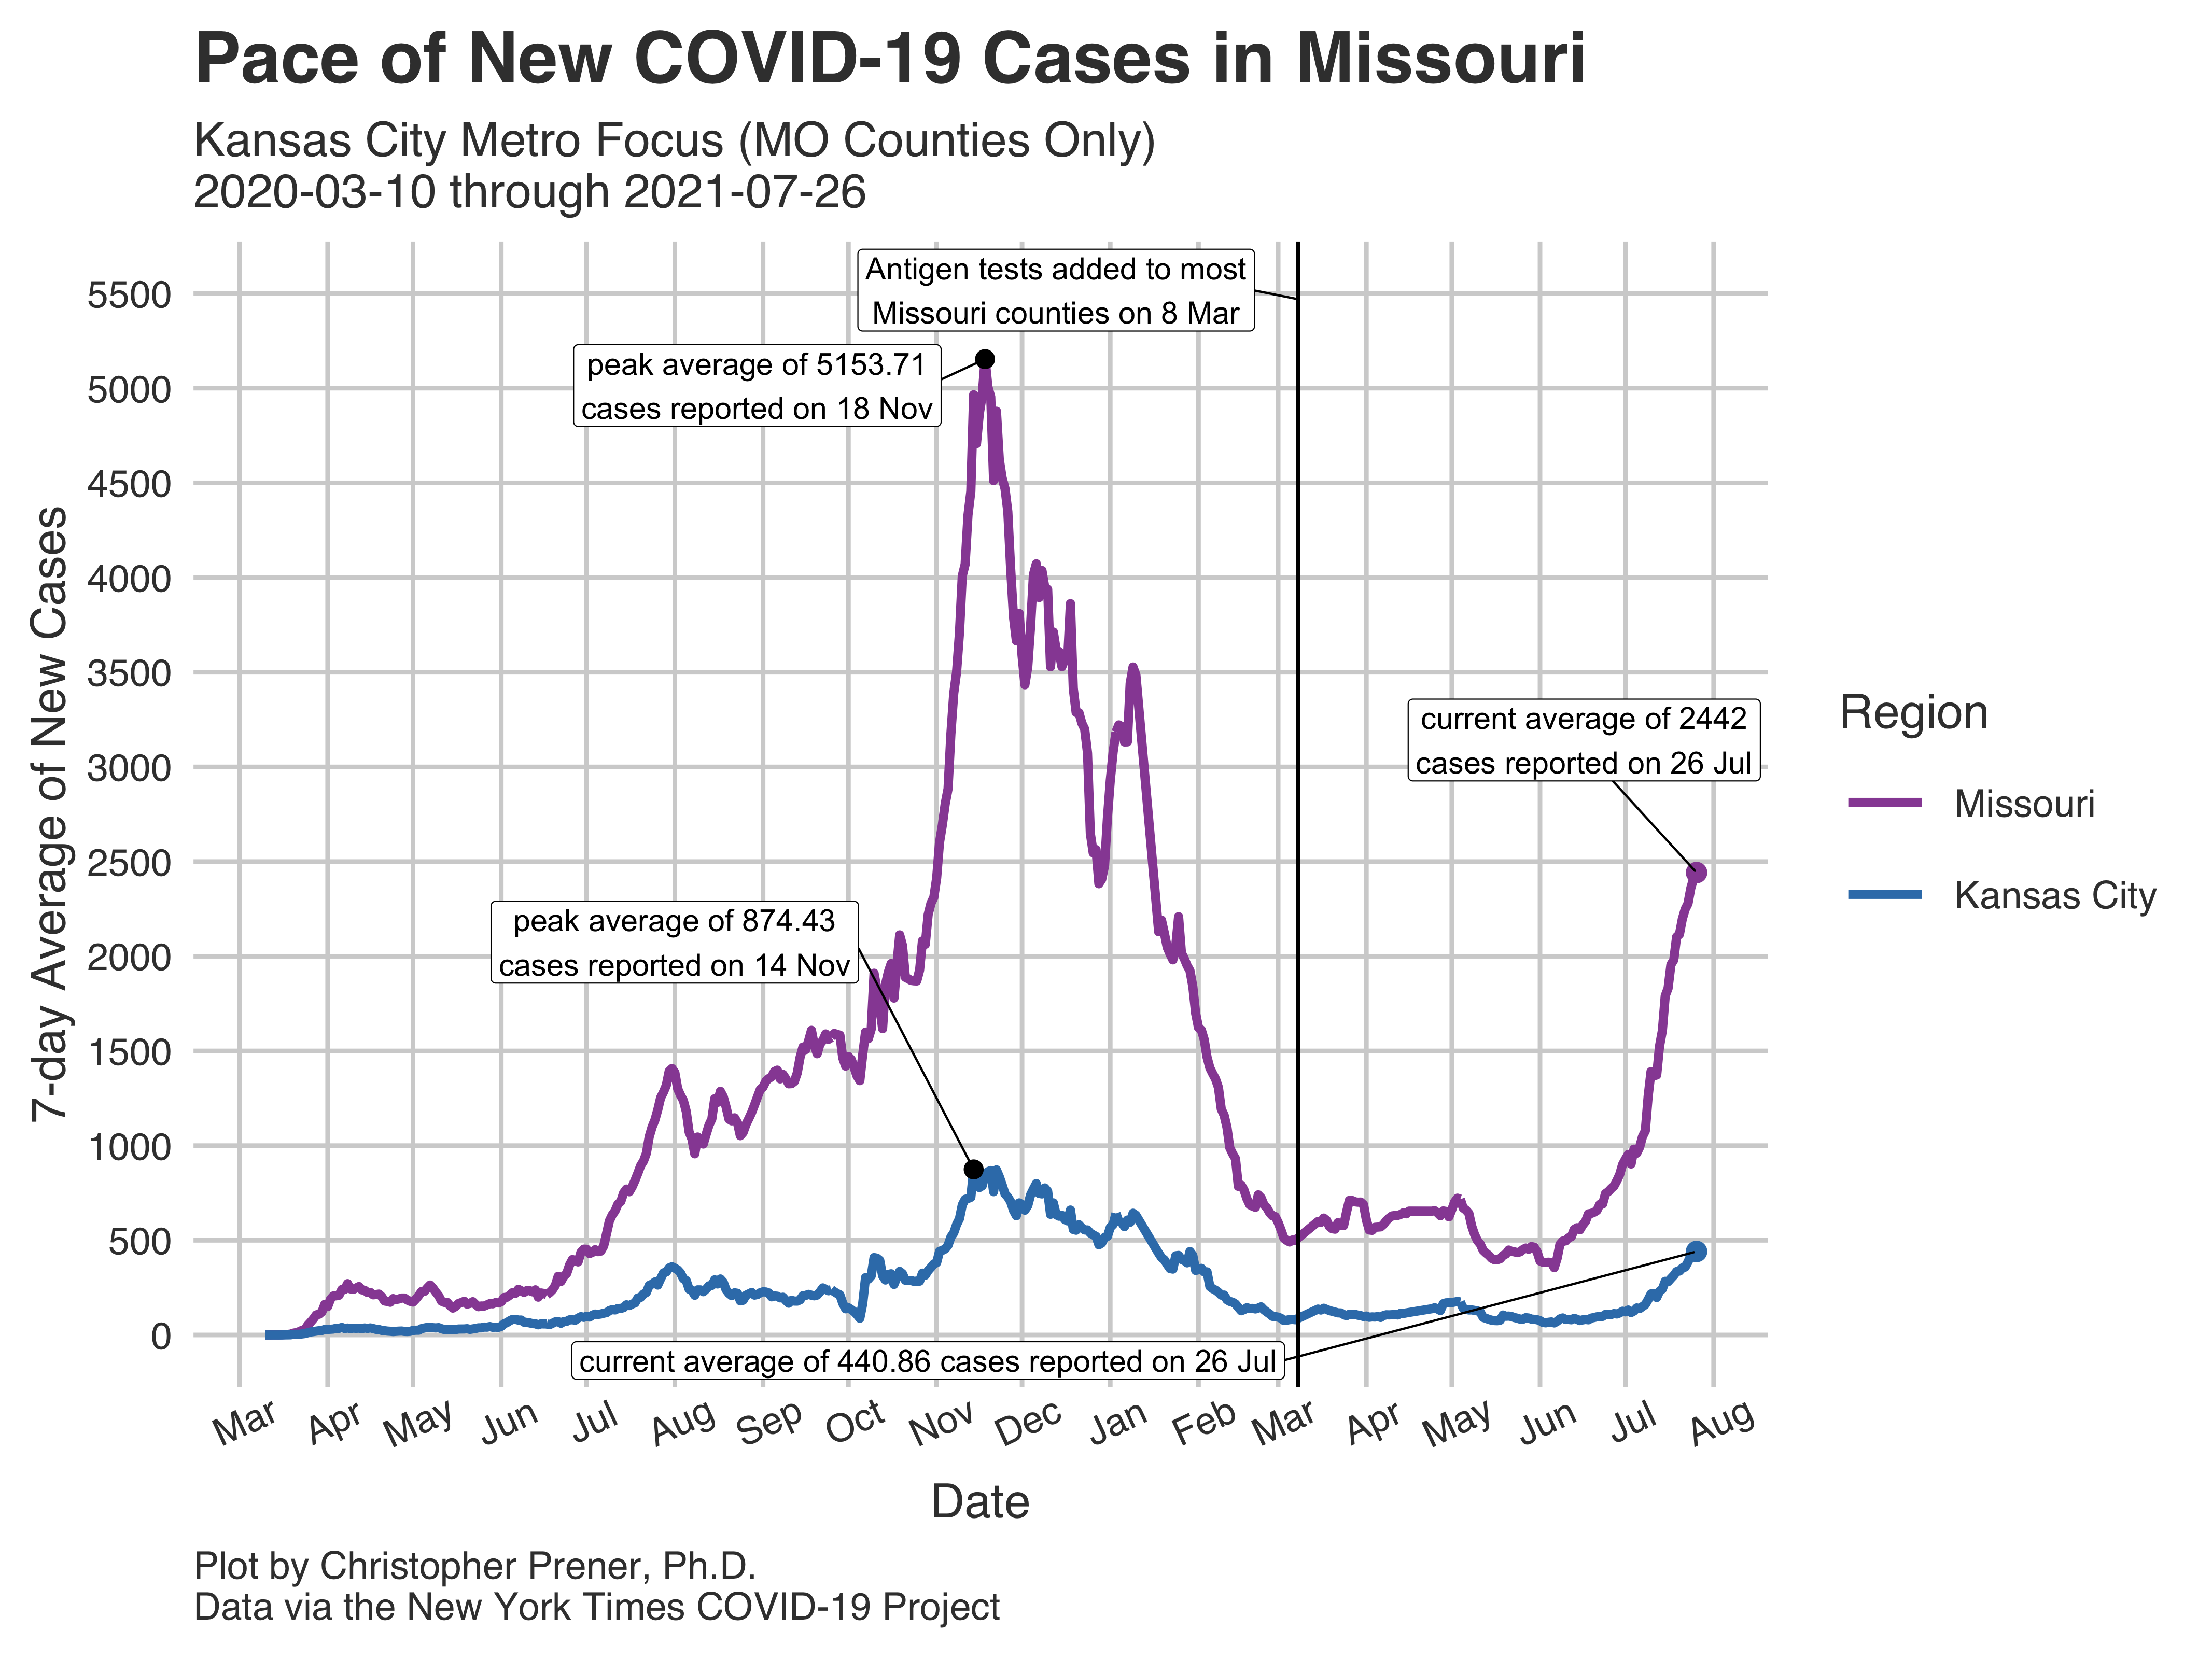 Pace of New COVID-19 Cases in Missouri
Kansas City Metro Focus (MO Counties Only)
2020-03-10 through 2021-07-26
Antigen tests added to most
Missouri counties on 8 Mar
peak average of 5153.71
cases reported on 18 Nov
current average of 2442
cases reported on 26 Jul
peak average of 874.43
cases reported on 14 Nov
current average of 440.86 cases reported on 26 Jul
7-day Average of New Cases
5500
5000
4500
4000
3500
3000
2500
2000
1500
1000
500
0
Mar Apr May Jun Jul Aug Sep Oct Nov Dec Jan Feb Mar Apr May Jun Jul Aug
Date
Region
Missouri
Kansas City
Plot by Christopher Prener, Ph.D.
Data via the New York Times COVID-19 Project